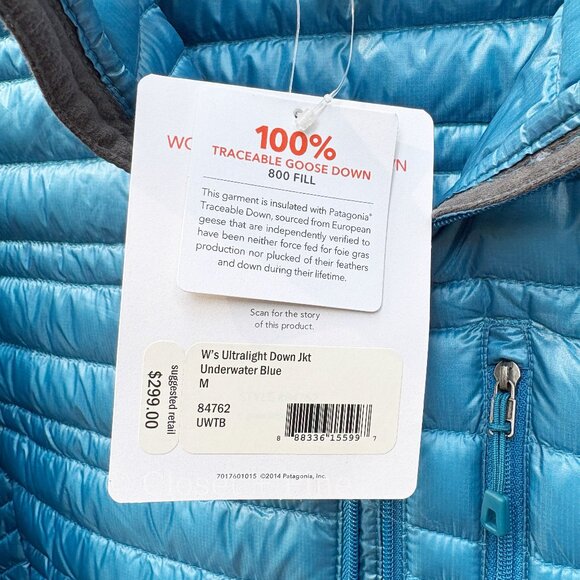 100%
TRACEABLE GOOSE DOWN
800 FILL
This garment is insulated with Patagonia®
Traceable Down, sourced from European
geese that are independently verified to
have been neither force fed for foie gras
production nor plucked of their feathers
and down during their lifetime.
Scan for the story
of this product.
suggested retail
$299.00
W's Ultralight Down Jkt
Underwater Blue
M
84762
UWTB
8 88336 15599 7
7017601015 ©2014 Patagonia, Inc.